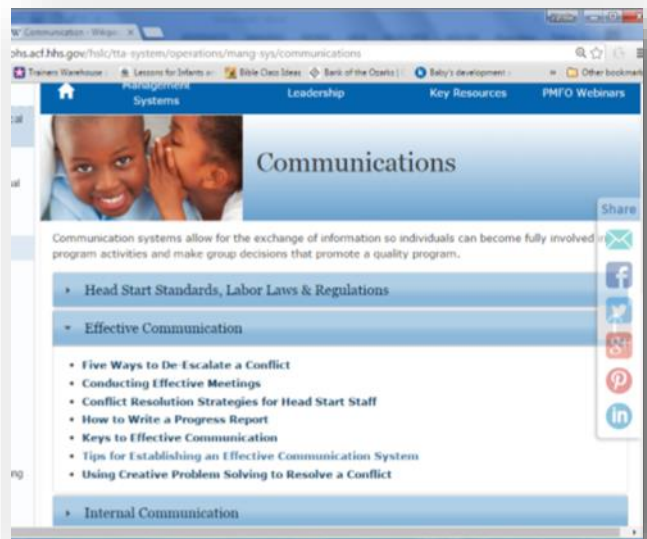 Communication - Wikip
ohs.acf.hhs.gov/hslc/tta-system/operations/mang-sys/communications
Trainers Warehouse
Lessons for Infants a
Bible Class Ideas
Bank of the Ozarks |
Baby's development
»
Other bookmark
Management Systems
Leadership
Key Resources
PMFO Webinars
Communications
Share
Communication systems allow for the exchange of information so individuals can become fully involved in
program activities and make group decisions that promote a quality program.
Head Start Standards, Labor Laws & Regulations
Effective Communication
• Five Ways to De-Escalate a Conflict
• Conducting Effective Meetings
• Conflict Resolution Strategies for Head Start Staff
• How to Write a Progress Report
• Keys to Effective Communication
• Tips for Establishing an Effective Communication System
• Using Creative Problem Solving to Resolve a Conflict
Internal Communication